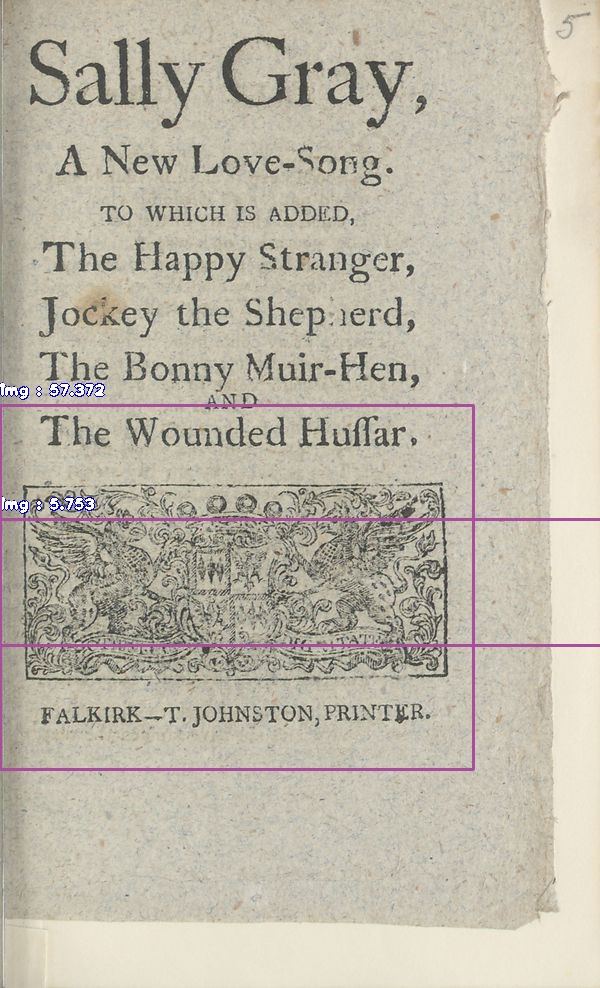 5
Sally Gray,
A New Love-Song.
TO WHICH IS ADDED,
The Happy Stranger,
Jockey the Shepherd,
The Bonny Muir-Hen,
Img : 57.372
AND
The Wounded Huſſar.
Img : 5.753
FALKIRK—T. JOHNSTON, PRINTER.